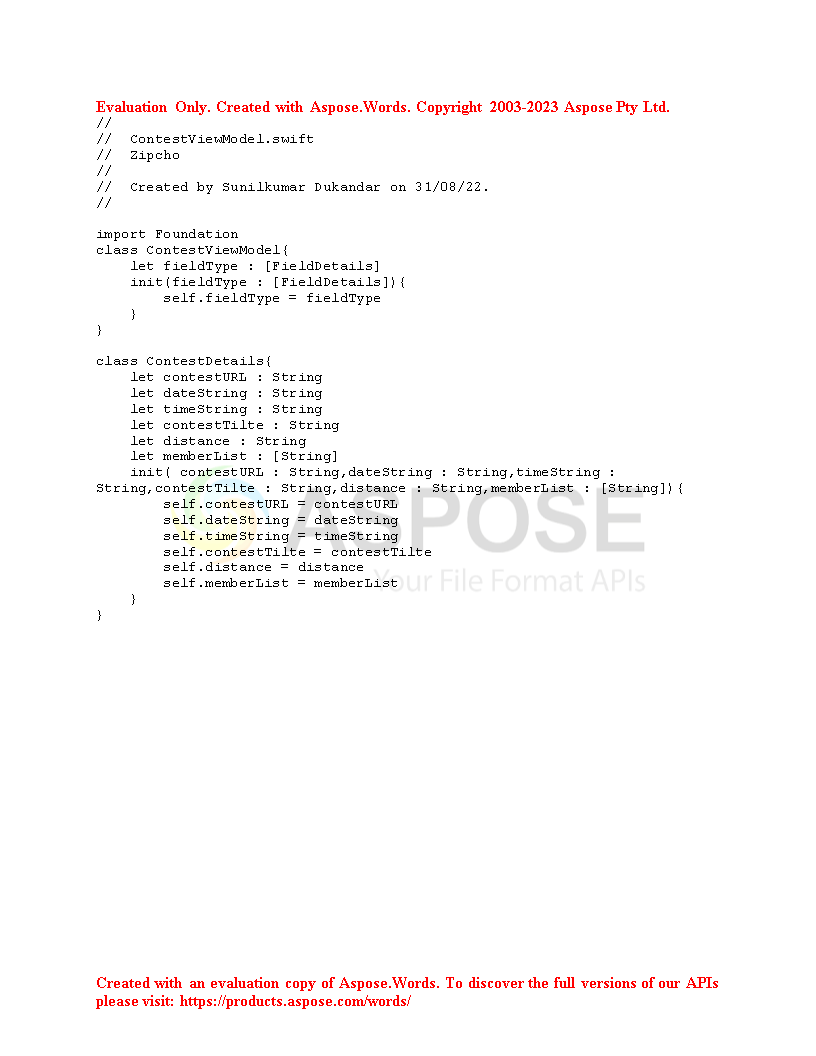 Evaluation Only. Created with Aspose.Words. Copyright 2003-2023 Aspose Pty Ltd.
//
//  ContestViewModel.swift
//  Zipcho
//
//  Created by Sunilkumar Dukandar on 31/08/22.
//

import Foundation
class ContestViewModel{
    let fieldType : [FieldDetails]
    init(fieldType : [FieldDetails]){
        self.fieldType = fieldType
    }
}

class ContestDetails{
    let contestURL : String
    let dateString : String
    let timeString : String
    let contestTilte : String
    let distance : String
    let memberList : [String]
    init( contestURL : String,dateString : String,timeString :
String,contestTilte : String,distance : String,memberList : [String]){
        self.contestURL = contestURL
        self.dateString = dateString
        self.timeString = timeString
        self.contestTilte = contestTilte
        self.distance = distance
        self.memberList = memberList
    }
}
ASPOSE
Your File Format APIs
Created with an evaluation copy of Aspose.Words. To discover the full versions of our APIs
please visit: https://products.aspose.com/words/